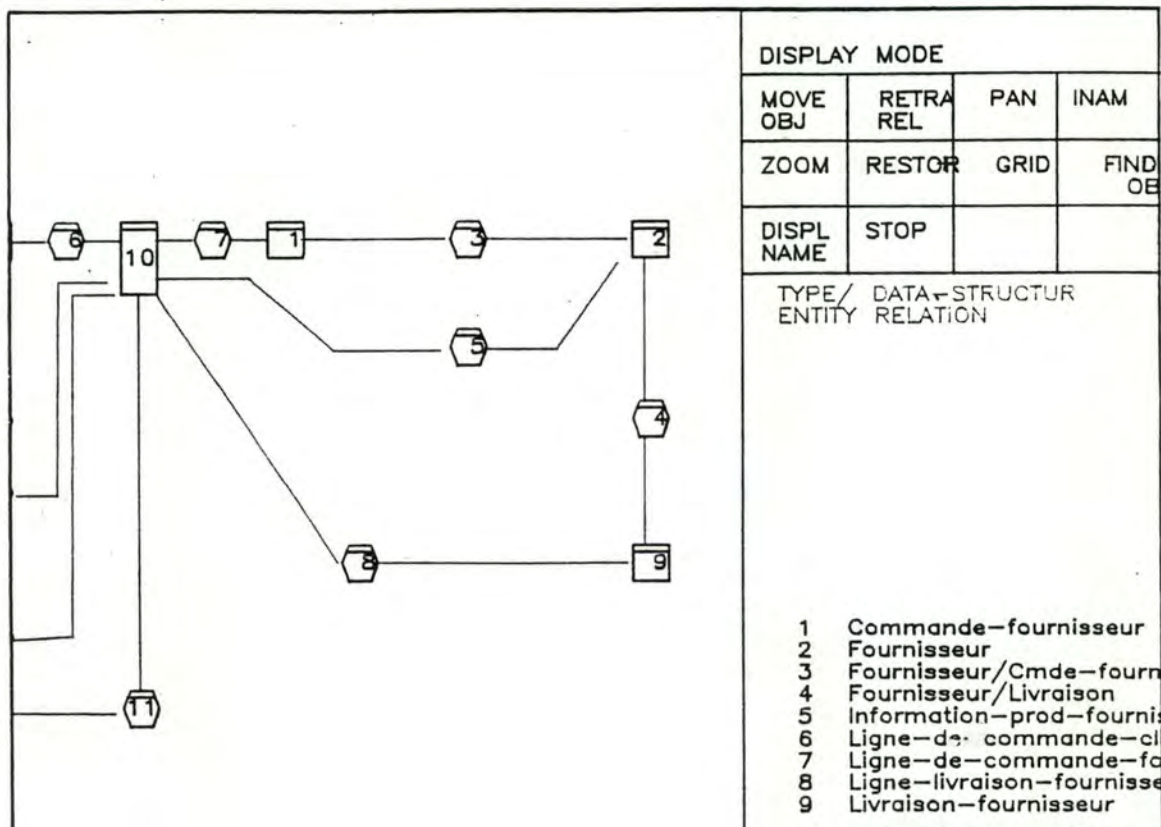 DISPLAY MODE
MOVE OBJ
RETRA REL
PAN
INAM
ZOOM
RESTOR
GRID
FIND OB
DISPL NAME
STOP
TYPE/ DATA-STRUCTUR
ENTITY RELATION
6
10
7
1
3
2
5
4
8
9
11
1 Commande-fournisseur
2 Fournisseur
3 Fournisseur/Cmde-fourn
4 Fournisseur/Livraison
5 Information-prod-fournis
6 Ligne-de-commande-cl
7 Ligne-de-commande-fo
8 Ligne-livraison-fournisse
9 Livraison-fournisseur